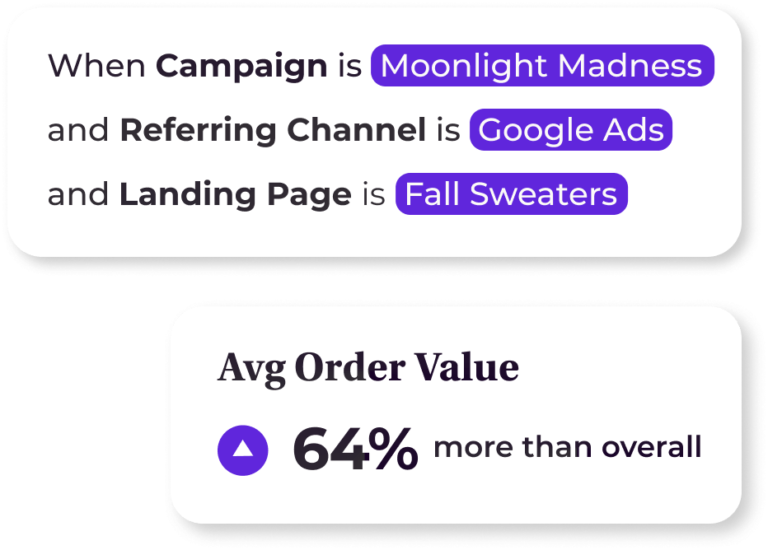 When Campaign is Moonlight Madness
and Referring Channel is Google Ads
and Landing Page is Fall Sweaters
Avg Order Value
64% more than overall